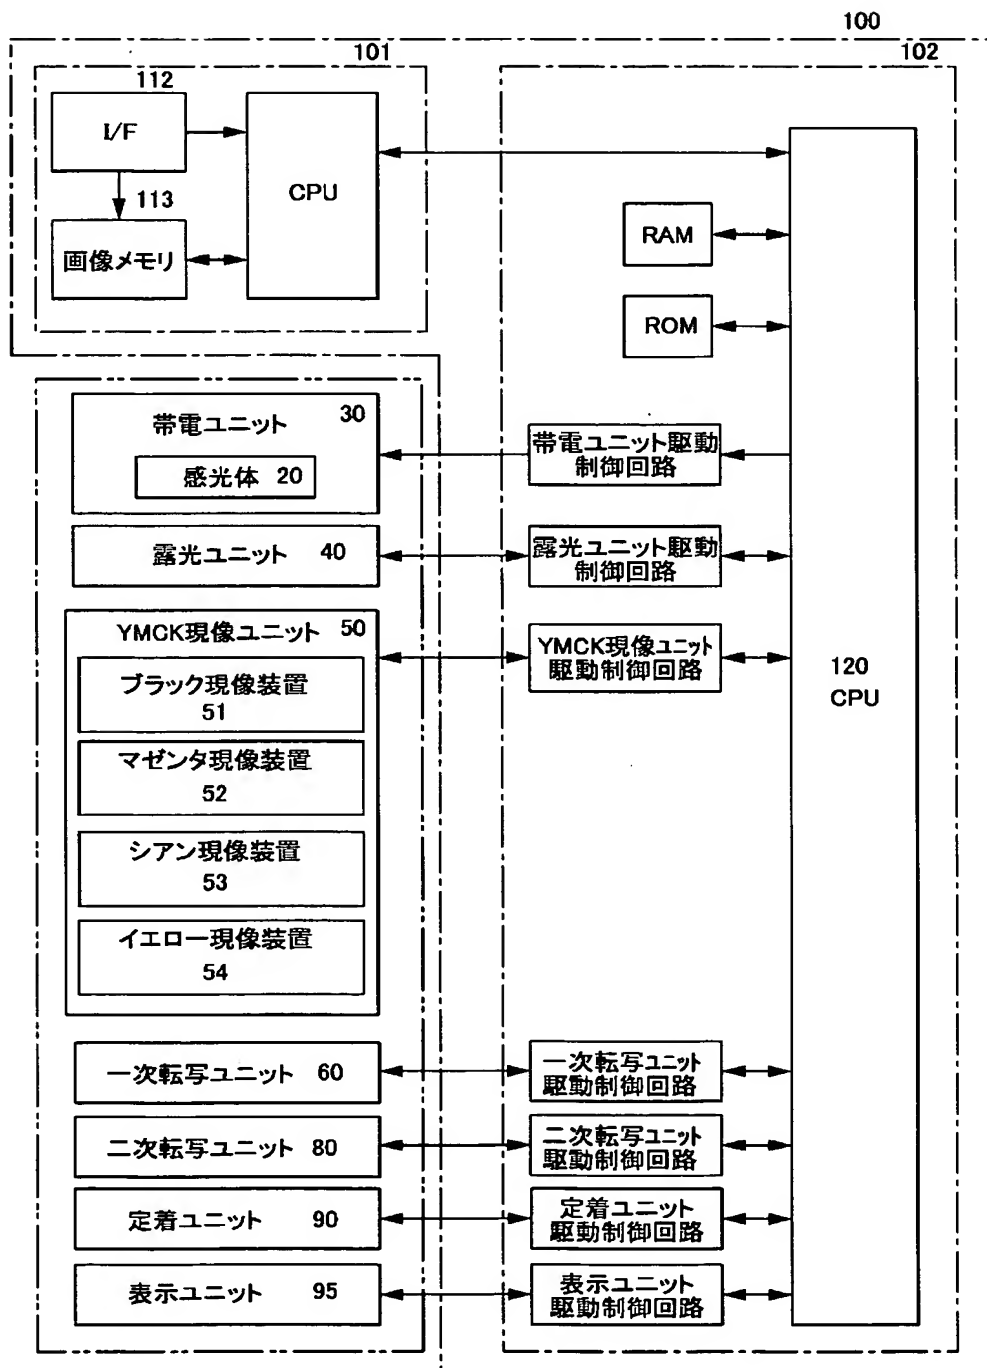 100
101
102
112
I/F
CPU
113
画像メモリ
RAM
ROM
帯電ユニット 30
感光体 20
帯電ユニット駆動
制御回路
露光ユニット 40
露光ユニット駆動
制御回路
YMCK現像ユニット 50
YMCK現像ユニット
駆動制御回路
ブラック現像装置
51
マゼンタ現像装置
52
シアン現像装置
53
イエロー現像装置
54
120
CPU
一次転写ユニット 60
一次転写ユニット
駆動制御回路
二次転写ユニット 80
二次転写ユニット
駆動制御回路
定着ユニット 90
定着ユニット
駆動制御回路
表示ユニット 95
表示ユニット
駆動制御回路